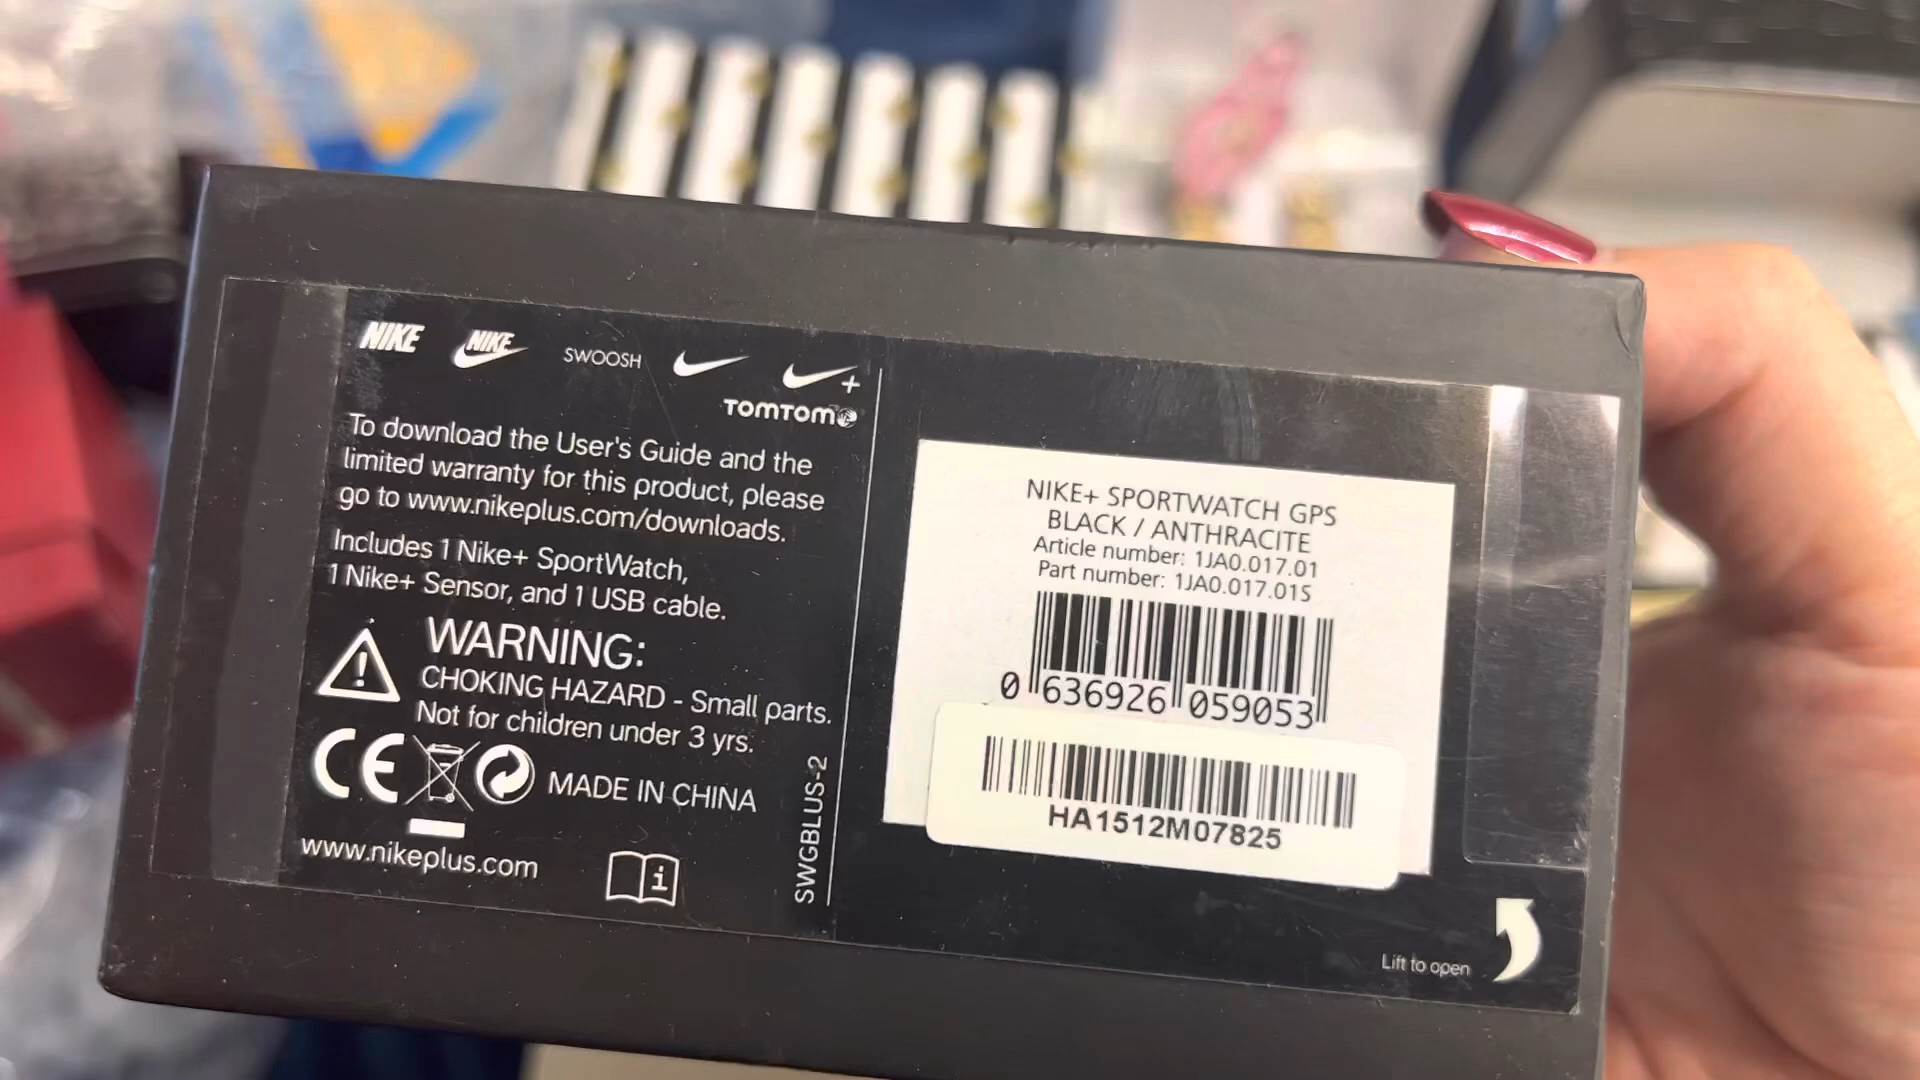 NIKE NIKE SWOOSH +
TOMTOM
To download the User's Guide and the
limited warranty for this product, please
go to www.nikeplus.com/downloads.
Includes 1 Nike+ SportWatch,
1 Nike+ Sensor, and 1 USB cable.
WARNING:
CHOKING HAZARD - Small parts.
Not for children under 3 yrs.
CE MADE IN CHINA
www.nikeplus.com
SWGBLUS-2
NIKE+ SPORTWATCH GPS
BLACK / ANTHRACITE
Article number: 1JA0.017.01
Part number: 1JA0.017.01S
0 636926 059053
HA1512M07825
Lift to open